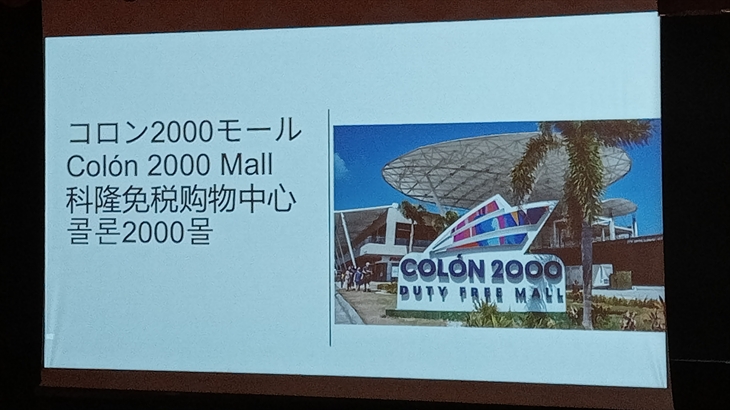 コロン2000モール
Colón 2000 Mall
科隆免税购物中心
콜론2000몰
COLÓN 2000
DUTY FREE MALL